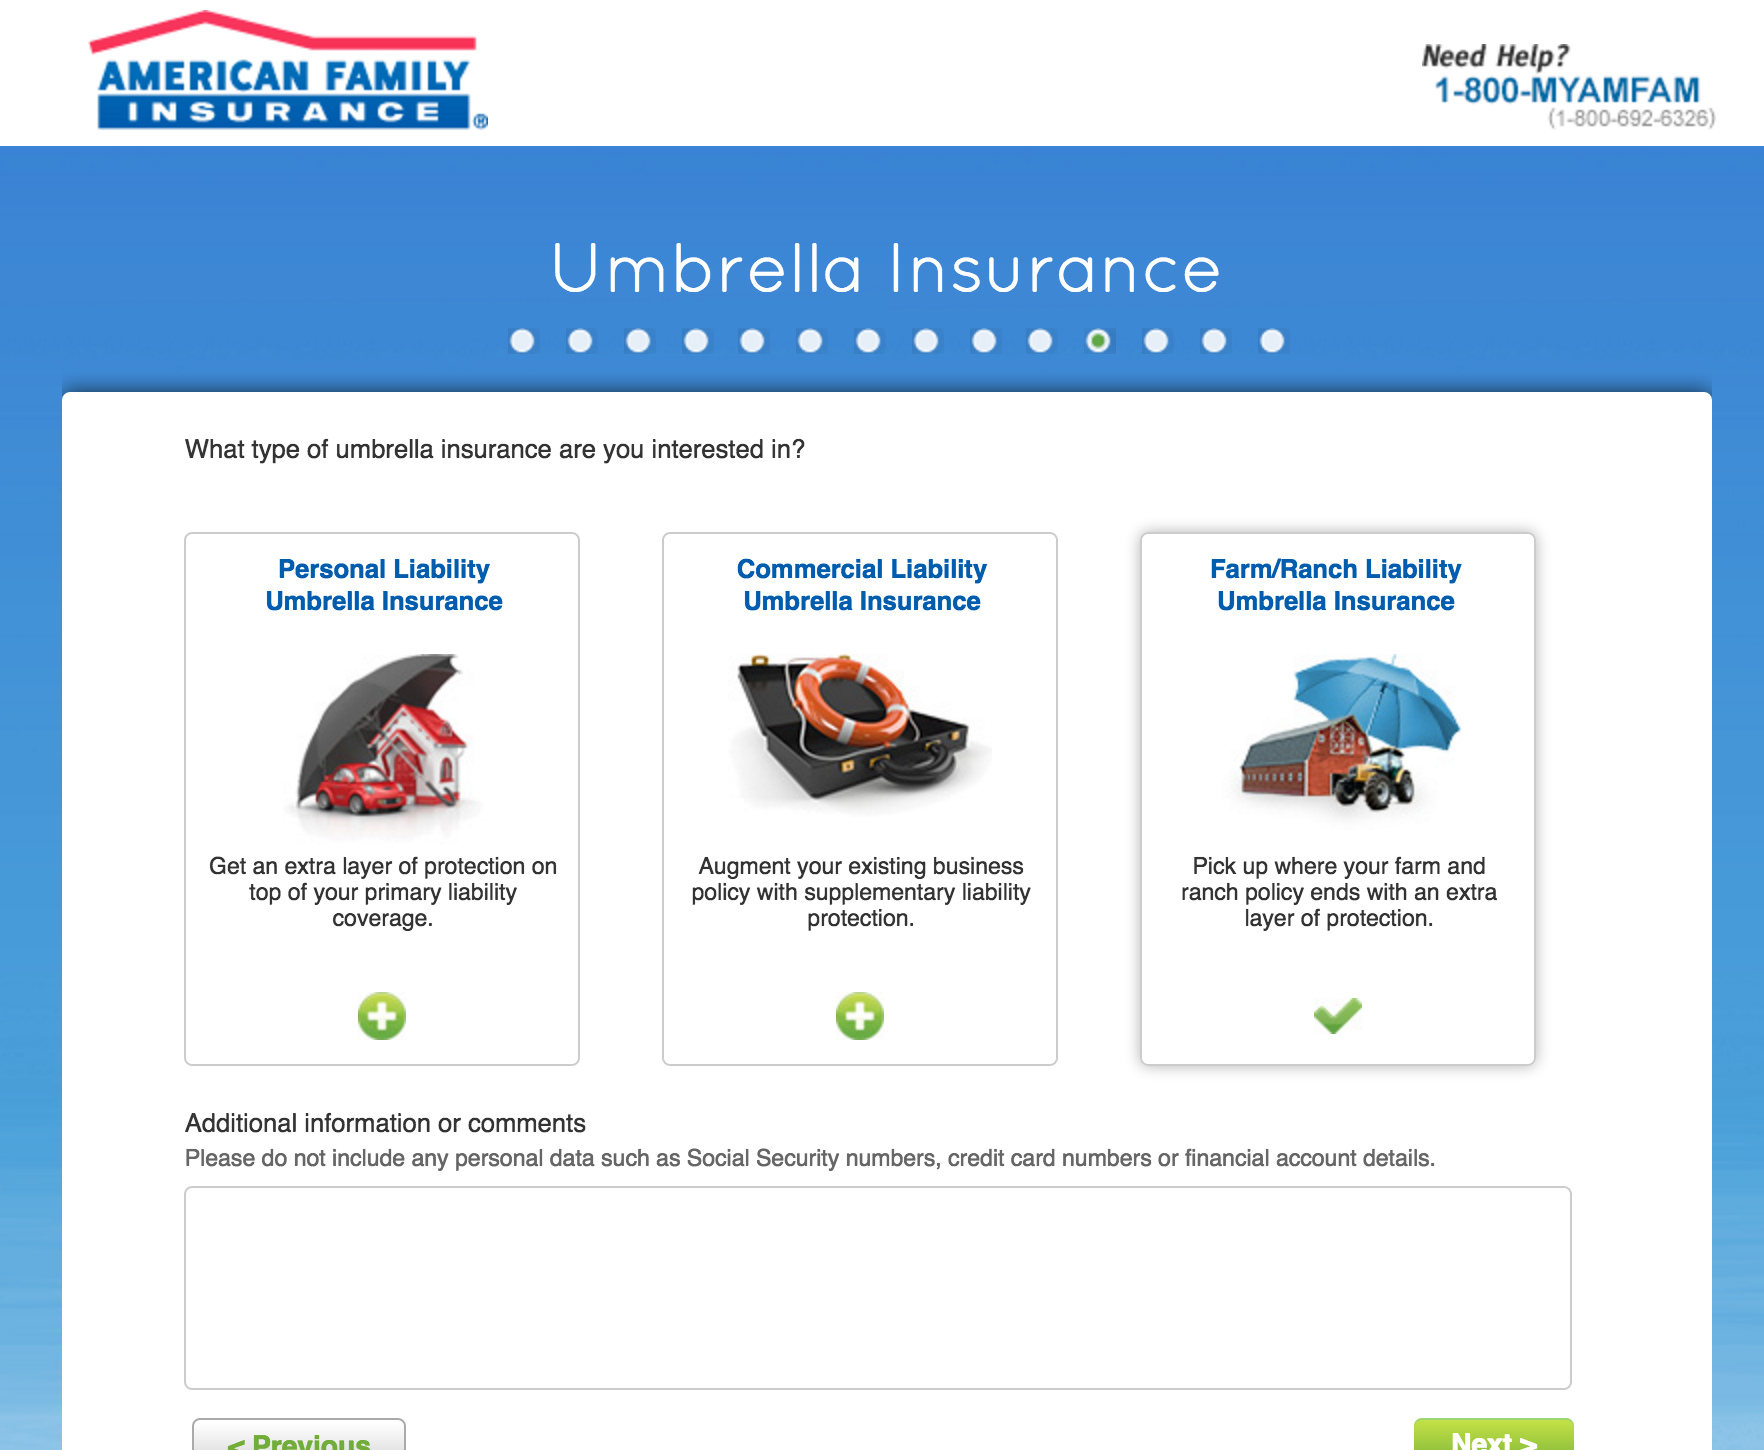 AMERICAN FAMILY
INSURANCE®
Need Help?
1-800-MYAMFAM
(1-800-692-6326)
Umbrella Insurance
What type of umbrella insurance are you interested in?
Personal Liability
Umbrella Insurance
Get an extra layer of protection on
top of your primary liability
coverage.
Commercial Liability
Umbrella Insurance
Augment your existing business
policy with supplementary liability
protection.
Farm/Ranch Liability
Umbrella Insurance
Pick up where your farm and
ranch policy ends with an extra
layer of protection.
Additional information or comments
Please do not include any personal data such as Social Security numbers, credit card numbers or financial account details.
< Previous
Next >